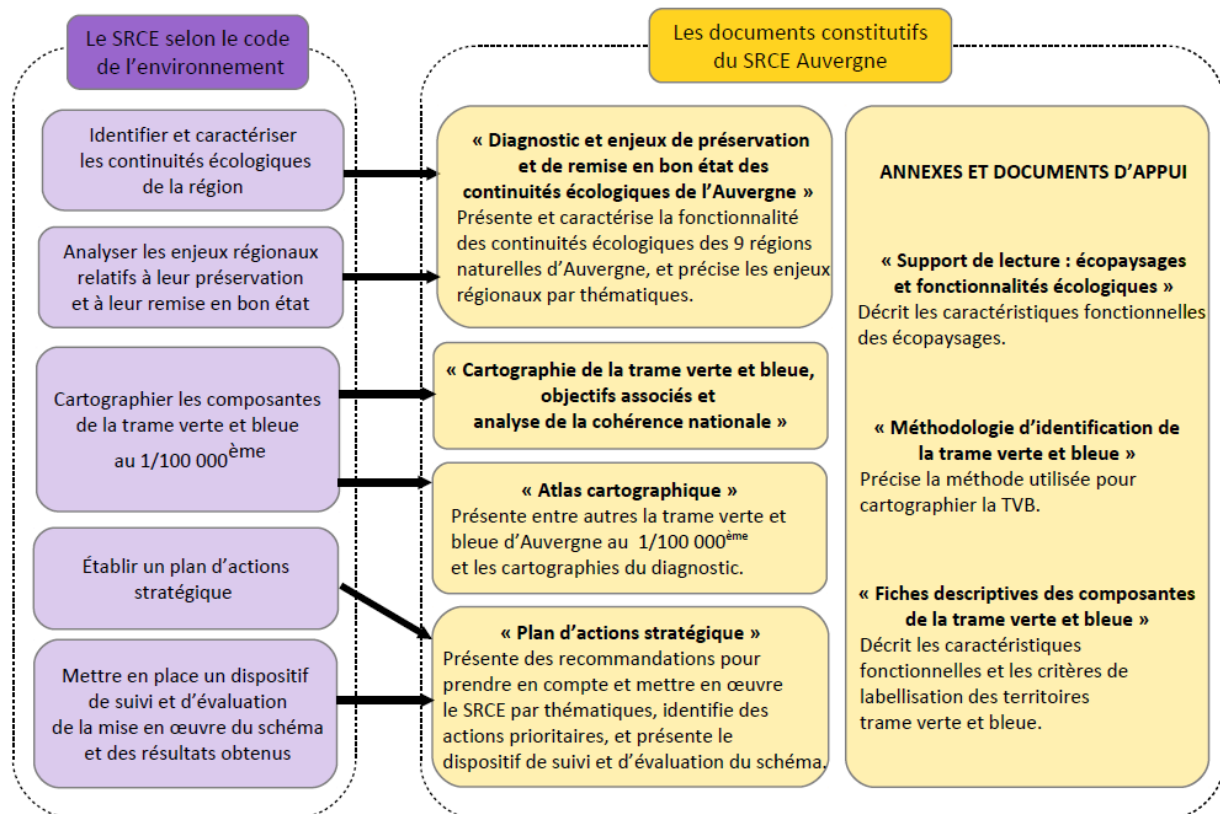 Le SRCE selon le code
de l'environnement
Identifier et caractériser
les continuités écologiques
de la région
Analyser les enjeux régionaux
relatifs à leur préservation
et à leur remise en bon état
Cartographier les composantes
de la trame verte et bleue
au 1/100 000ème
Établir un plan d'actions
stratégique
Mettre en place un dispositif
de suivi et d'évaluation
de la mise en œuvre du schéma
et des résultats obtenus
Les documents constitutifs
du SRCE Auvergne
« Diagnostic et enjeux de préservation
et de remise en bon état des
continuités écologiques de l'Auvergne »
Présente et caractérise la fonctionnalité
des continuités écologiques des 9 régions
naturelles d'Auvergne, et précise les enjeux
régionaux par thématiques.
« Cartographie de la trame verte et bleue,
objectifs associés et
analyse de la cohérence nationale »
« Atlas cartographique »
Présente entre autres la trame verte et
bleue d'Auvergne au 1/100 000ème
et les cartographies du diagnostic.
« Plan d'actions stratégique »
Présente des recommandations pour
prendre en compte et mettre en œuvre
le SRCE par thématiques, identifie des
actions prioritaires, et présente le
dispositif de suivi et d'évaluation du schéma.
ANNEXES ET DOCUMENTS D'APPUI
« Support de lecture : écopaysages
et fonctionnalités écologiques »
Décrit les caractéristiques fonctionnelles
des écopaysages.
« Méthodologie d'identification de
la trame verte et bleue »
Précise la méthode utilisée pour
cartographier la TVB.
« Fiches descriptives des composantes
de la trame verte et bleue »
Décrit les caractéristiques
fonctionnelles et les critères de
labellisation des territoires
trame verte et bleue.